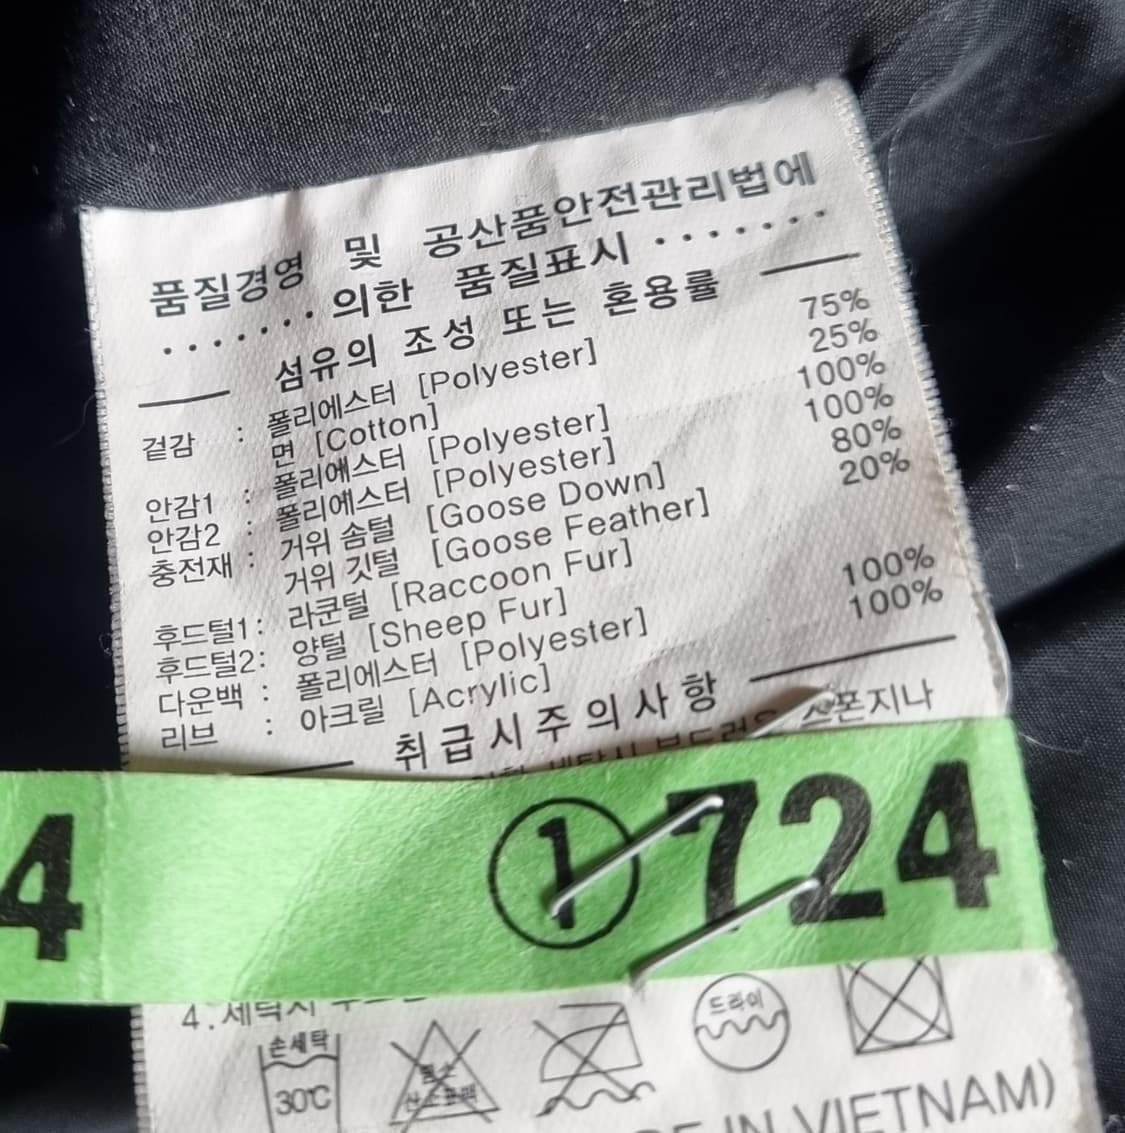 품질경영 및 공산품안전관리법에
······· 의한 품질표시 ·······
섬유의 조성 또는 혼용률
겉감 : 폴리에스터 [Polyester] 75%
면 [Cotton] 25%
안감1 : 폴리에스터 [Polyester] 100%
안감2 : 폴리에스터 [Polyester] 100%
충전재 : 거위 솜털 [Goose Down] 80%
거위 깃털 [Goose Feather] 20%
후드털1: 라쿤털 [Raccoon Fur]
후드털2: 양털 [Sheep Fur]
다운백 : 폴리에스터 [Polyester] 100%
리브 : 아크릴 [Acrylic] 100%
취급시주의사항
4 ①724
4.세탁시
손세탁 30℃
드라이
IN VIETNAM)